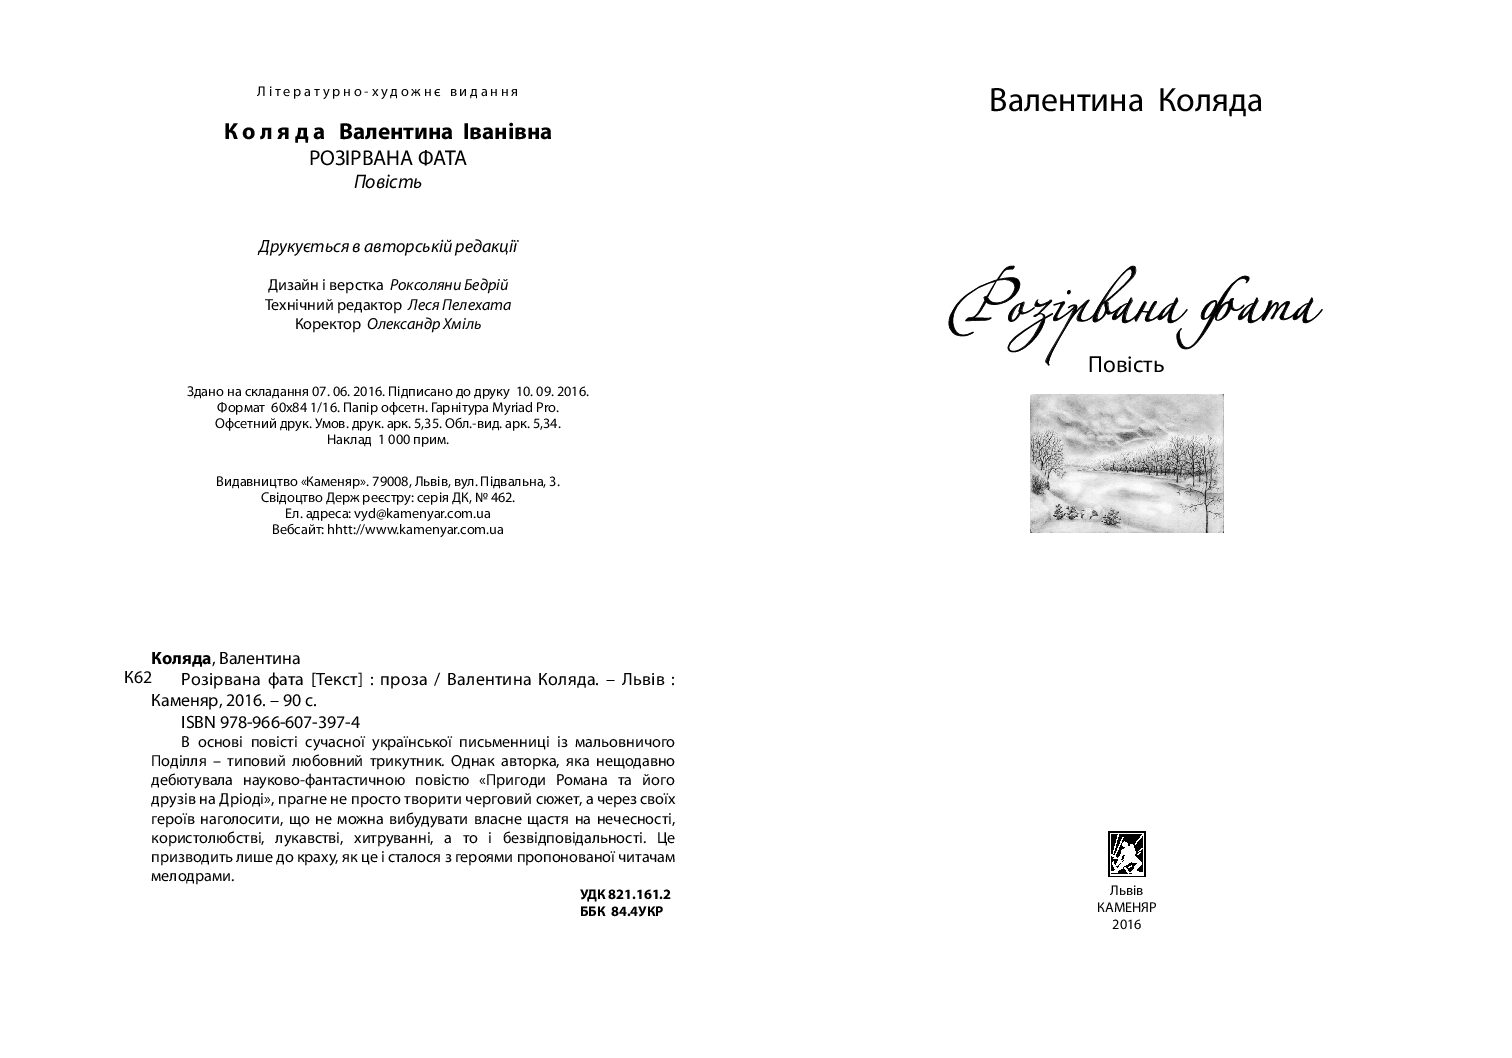 Літературно-художнє видання
Коляда Валентина Іванівна
РОЗІРВАНА ФАТА
Повість
Друкується в авторській редакції
Дизайн і верстка Роксоляни Бедрій
Технічний редактор Леся Пелехата
Коректор Олександр Хміль
Здано на складання 07. 06. 2016. Підписано до друку 10. 09. 2016.
Формат 60х84 1/16. Папір офсетн. Гарнітура Myriad Pro.
Офсетний друк. Умов. друк. арк. 5,35. Обл.-вид. арк. 5,34.
Наклад 1 000 прим.
Видавництво «Каменяр». 79008, Львів, вул. Підвальна, 3.
Свідоцтво Держ реєстру: серія ДК, № 462.
Ел. адреса: vyd@kamenyar.com.ua
Вебсайт: hhtt://www.kamenyar.com.ua
Коляда, Валентина
К62 Розірвана фата [Текст] : проза / Валентина Коляда. – Львів :
Каменяр, 2016. – 90 с.
ISBN 978-966-607-397-4
В основі повісті сучасної української письменниці із мальовничого
Поділля – типовий любовний трикутник. Однак авторка, яка нещодавно
дебютувала науково-фантастичною повістю «Пригоди Романа та його
друзів на Дріоді», прагне не просто творити черговий сюжет, а через своїх
героїв наголосити, що не можна вибудувати власне щастя на нечесності,
користолюбстві, лукавстві, хитруванні, а то і безвідповідальності. Це
призводить лише до краху, як це і сталося з героями пропонованої читачам
мелодрами.
УДК 821.161.2
ББК 84.4УКР
Валентина Коляда
Розірвана фата
Повість
Львів
КАМЕНЯР
2016